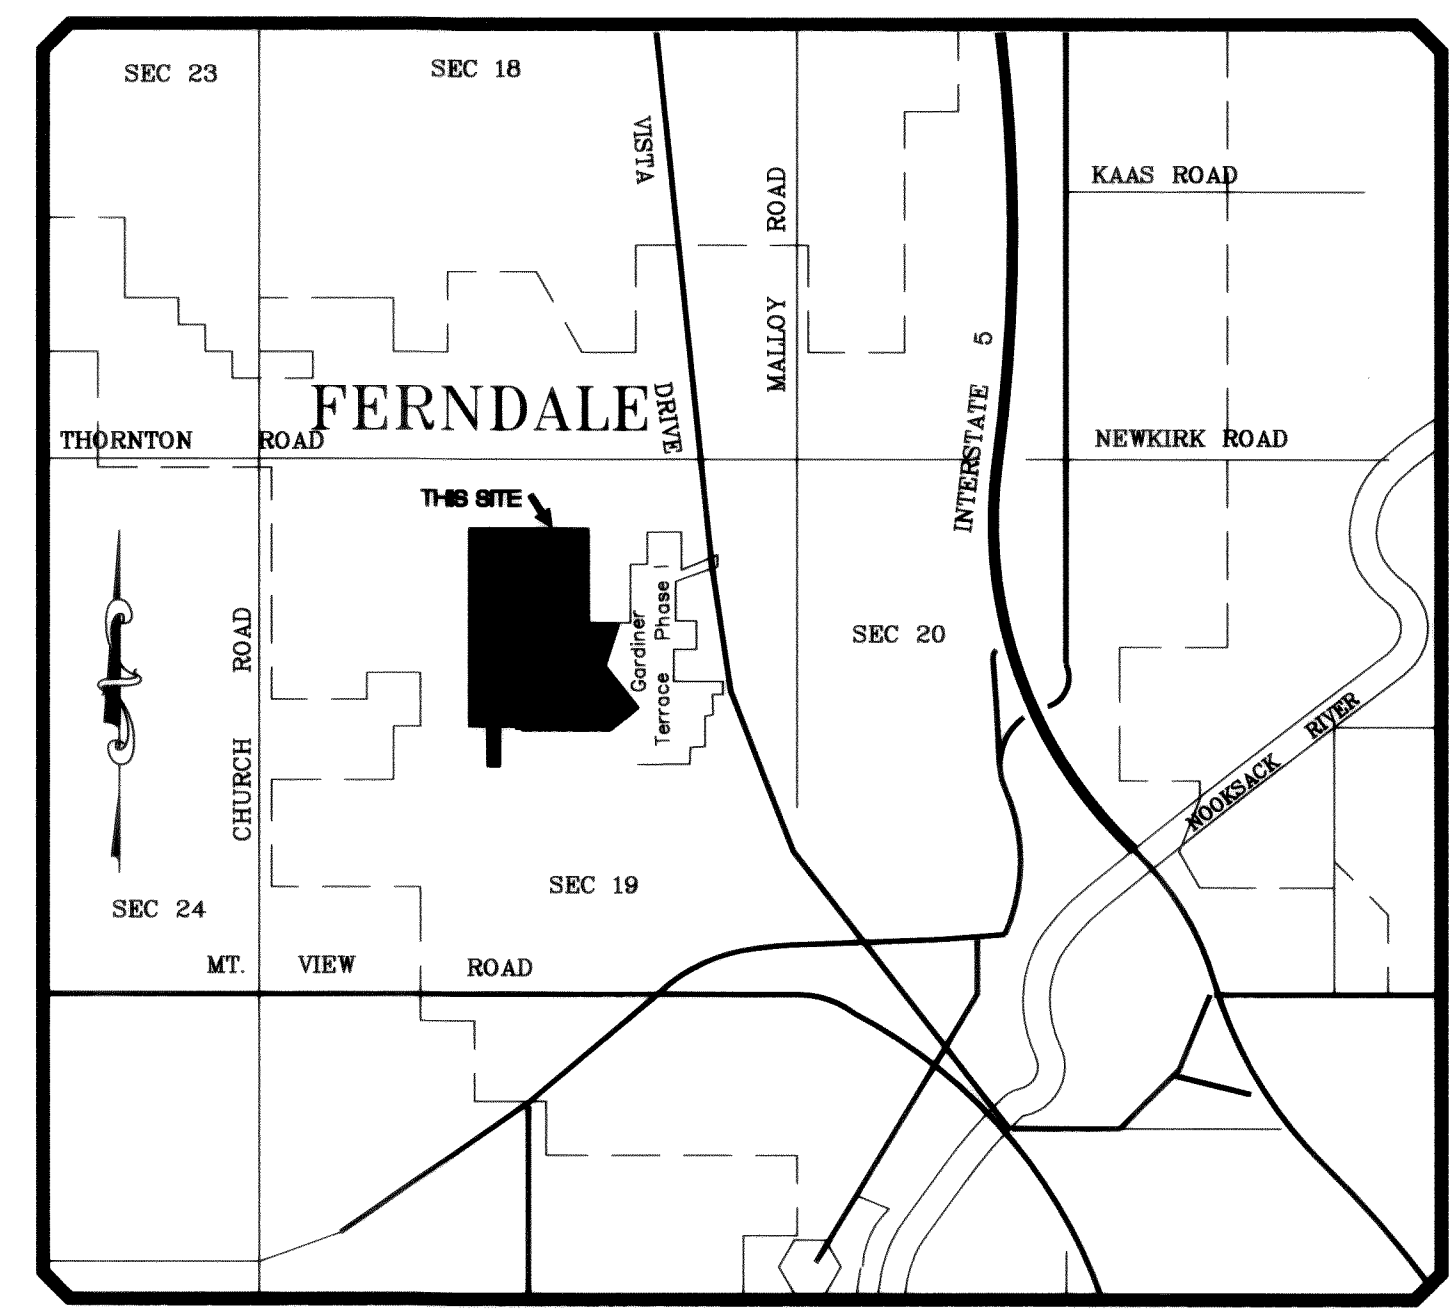 SEC 23
SEC 18
VISTA
DRIVE
MALLOY ROAD
KAAS ROAD
INTERSTATE 5
FERNDALE
THORNTON ROAD
NEWKIRK ROAD
THIS SITE
Gardiner
Terrace Phase I
CHURCH ROAD
SEC 20
NOOKSACK RIVER
SEC 19
SEC 24
MT. VIEW ROAD